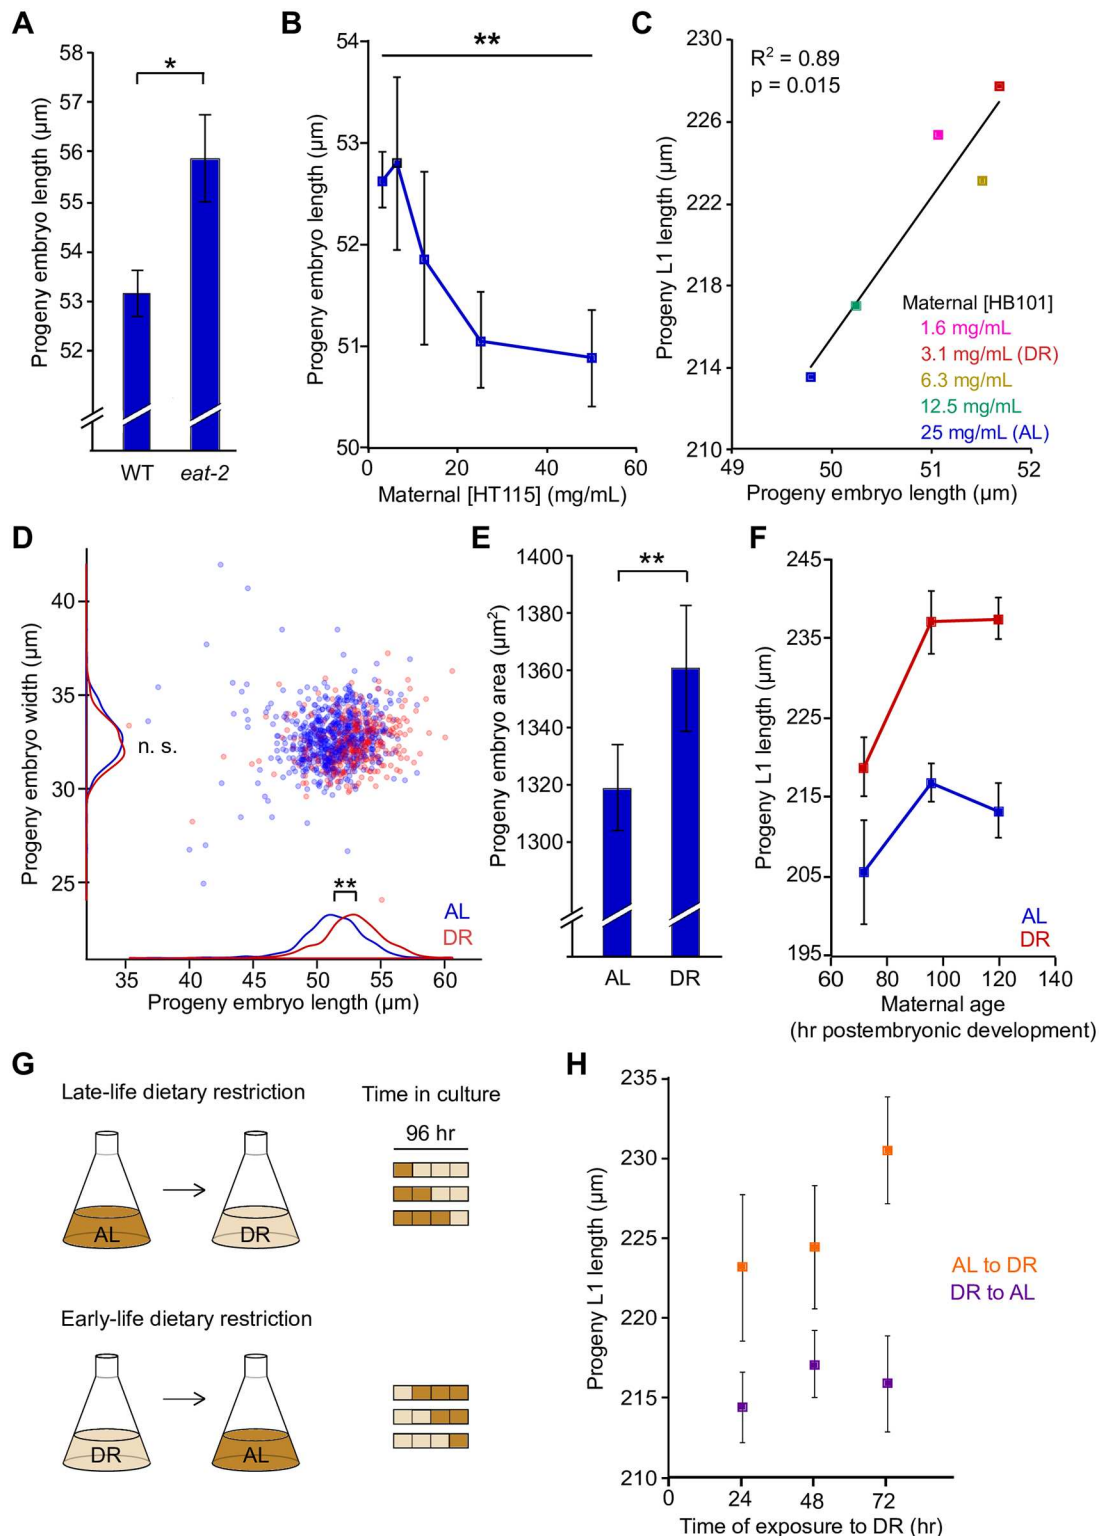 A
58
57
56
55
54
53
52
Progeny embryo length (µm)
*
WT
eat-2
B
54
53
52
51
50
Progeny embryo length (µm)
**
0
20
40
60
Maternal [HT115] (mg/mL)
C
230
226
222
218
214
210
Progeny L1 length (µm)
R² = 0.89
p = 0.015
Maternal [HB101]
1.6 mg/mL
3.1 mg/mL (DR)
6.3 mg/mL
12.5 mg/mL
25 mg/mL (AL)
49
50
51
52
Progeny embryo length (µm)
D
40
35
30
25
Progeny embryo width (µm)
n. s.
**
AL
DR
35
40
45
50
55
60
Progeny embryo length (µm)
E
1400
1380
1360
1340
1320
1300
Progeny embryo area (µm²)
**
AL
DR
F
245
235
225
215
205
195
Progeny L1 length (µm)
AL
DR
60
80
100
120
140
Maternal age
(hr postembryonic development)
G
Late-life dietary restriction
Time in culture
96 hr
AL
DR
Early-life dietary restriction
DR
AL
H
235
230
225
220
215
210
Progeny L1 length (µm)
AL to DR
DR to AL
0
24
48
72
Time of exposure to DR (hr)